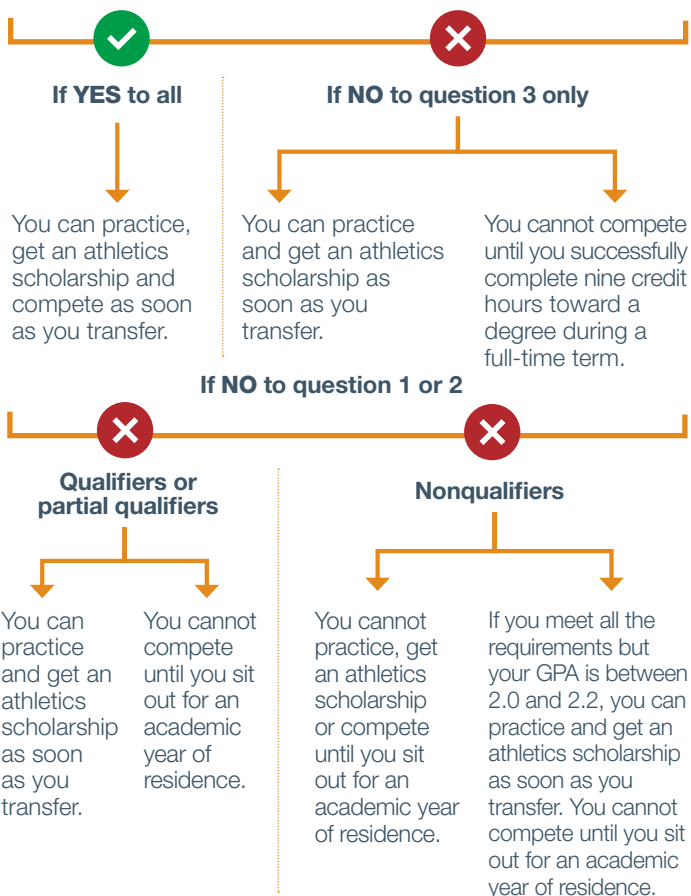 If YES to all
If NO to question 3 only
You can practice,
get an athletics
scholarship and
compete as soon
as you transfer.
You can practice
and get an athletics
scholarship as
soon as you
transfer.
You cannot compete
until you successfully
complete nine credit
hours toward a
degree during a
full-time term.
If NO to question 1 or 2
Qualifiers or
partial qualifiers
Nonqualifiers
You can
practice
and get an
athletics
scholarship
as soon
as you
transfer.
You cannot
compete
until you sit
out for an
academic
year of
residence.
You cannot
practice, get
an athletics
scholarship
or compete
until you sit
out for an
academic year
of residence.
If you meet all the
requirements but
your GPA is between
2.0 and 2.2, you can
practice and get an
athletics scholarship
as soon as you
transfer. You cannot
compete until you sit
out for an academic
year of residence.